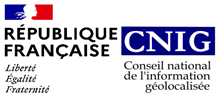 RÉPUBLIQUE
FRANÇAISE
Liberté
Égalité
Fraternité
CNIG
Conseil national
de l'information
géolocalisée